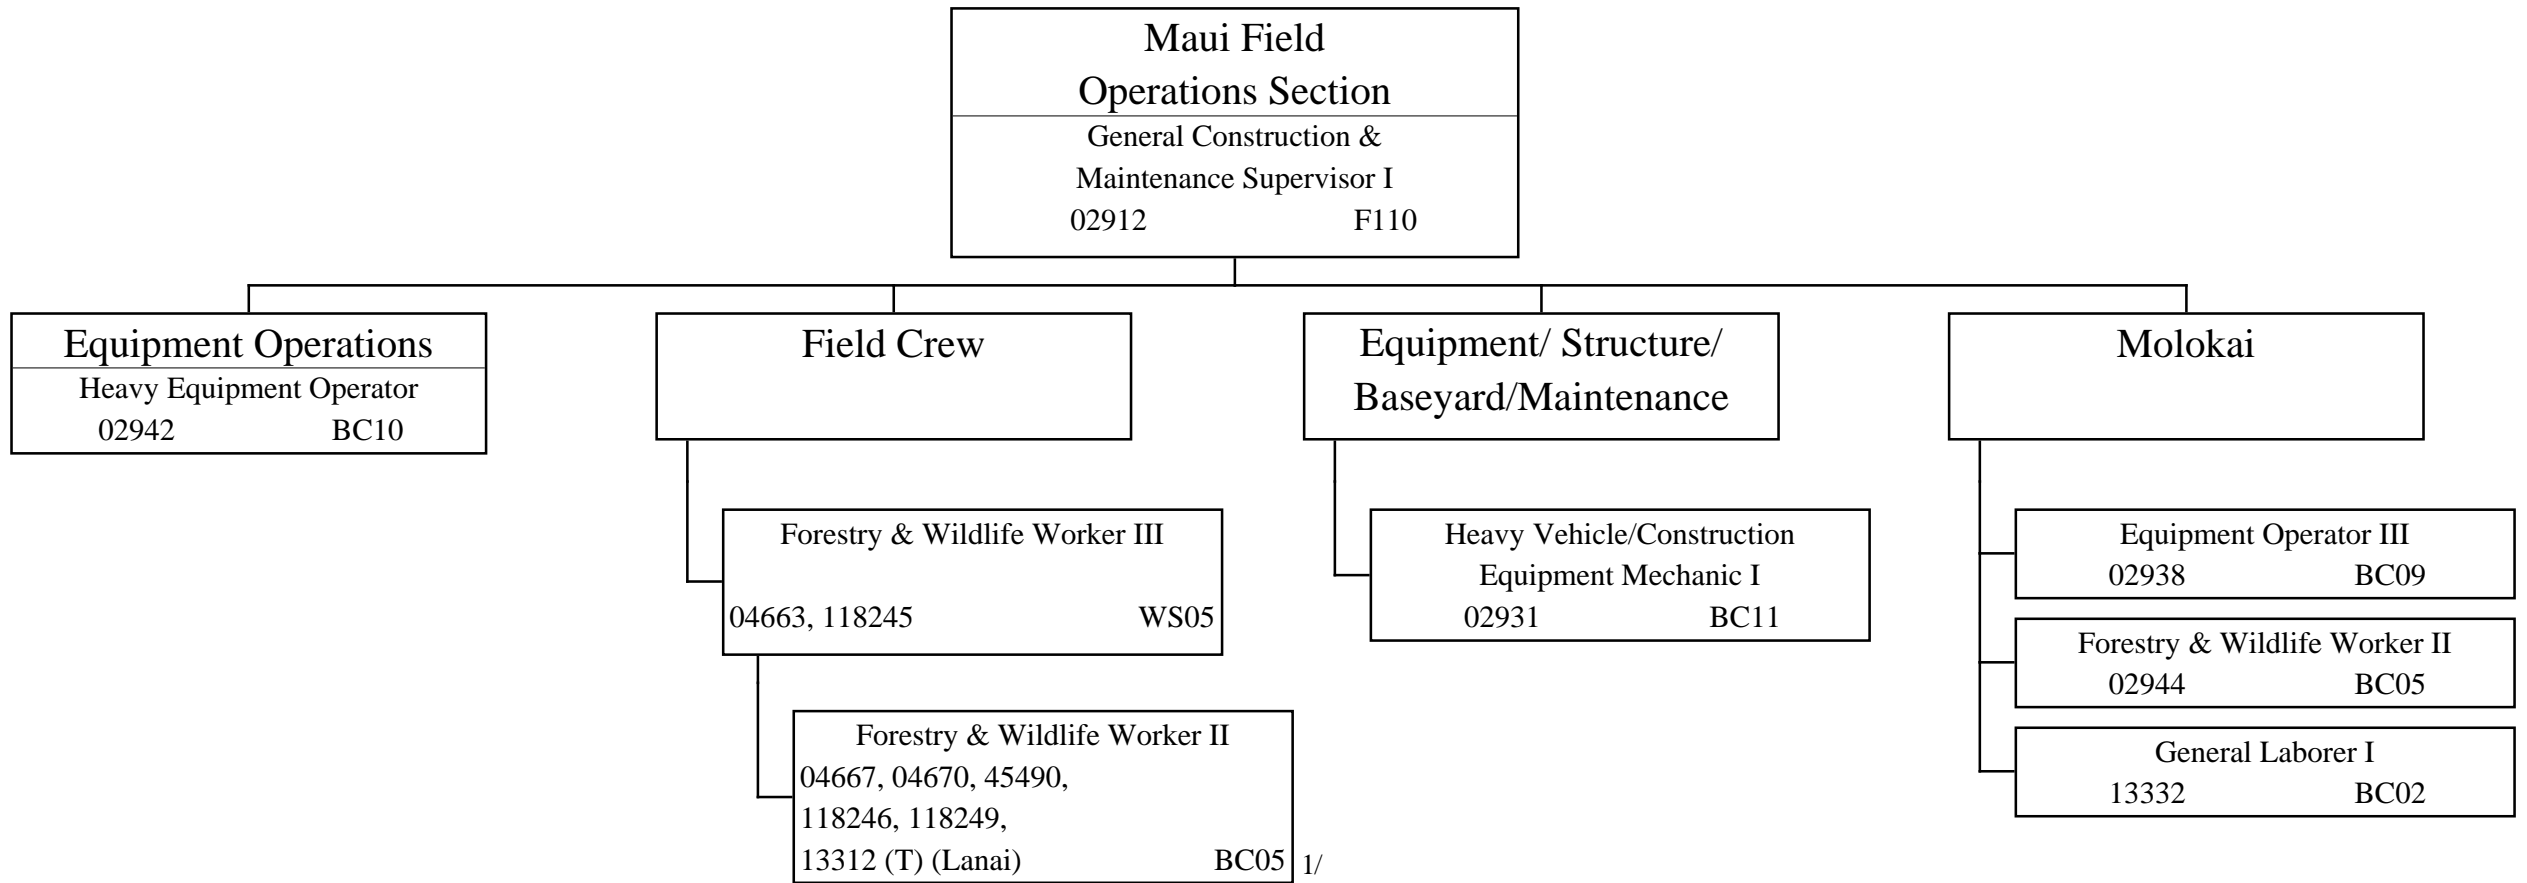 Maui Field
Operations Section
General Construction &
Maintenance Supervisor I
02912 F110
Equipment Operations
Heavy Equipment Operator
02942 BC10
Field Crew
Forestry & Wildlife Worker III
04663, 118245 WS05
Forestry & Wildlife Worker II
04667, 04670, 45490,
118246, 118249,
13312 (T) (Lanai) BC05 1/
Equipment/ Structure/
Baseyard/Maintenance
Heavy Vehicle/Construction
Equipment Mechanic I
02931 BC11
Molokai
Equipment Operator III
02938 BC09
Forestry & Wildlife Worker II
02944 BC05
General Laborer I
13332 BC02